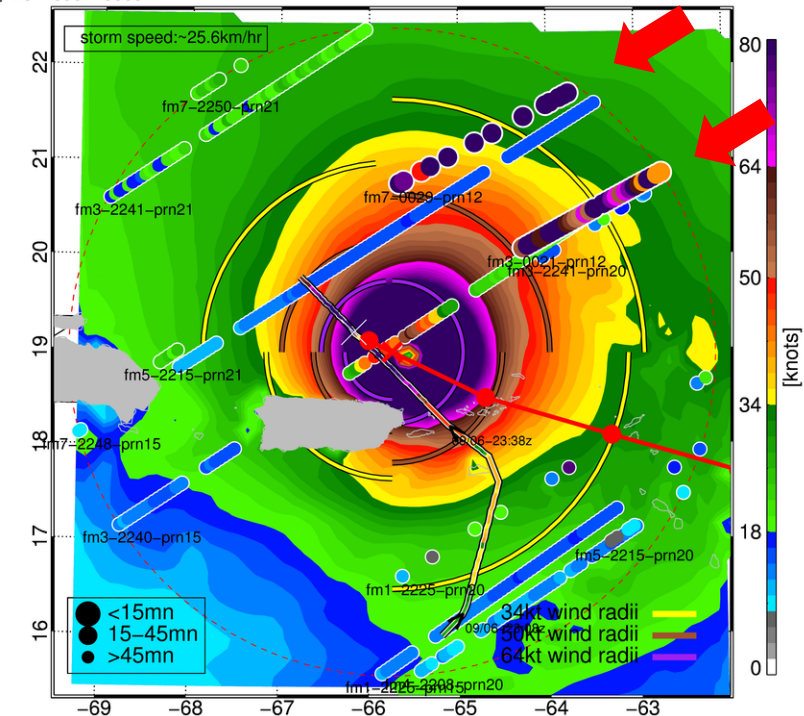 storm speed:~25.6km/hr
fm7-2250-prn21
fm3-2241-prn21
fm7-0029-prn12
fm3-0021-prn12
fm3-2241-prn20
fm5-2215-prn21
09/06-23:38z
fm7-2248-prn15
fm3-2240-prn15
fm5-2215-prn20
fm1-2225-prn20
<15mn
15-45mn
>45mn
34kt wind radii
50kt wind radii
64kt wind radii
22
21
20
19
18
17
16
-69
-68
-67
-66
-65
-64
-63
80
64
50
34
18
0
[knots]